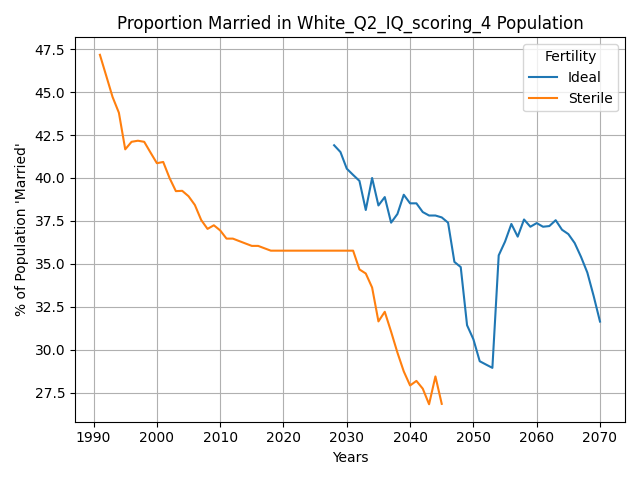 Proportion Married in White_Q2_IQ_scoring_4 Population
% of Population 'Married'
47.5
45.0
42.5
40.0
37.5
35.0
32.5
30.0
27.5
Fertility
Ideal
Sterile
1990 2000 2010 2020 2030 2040 2050 2060 2070
Years